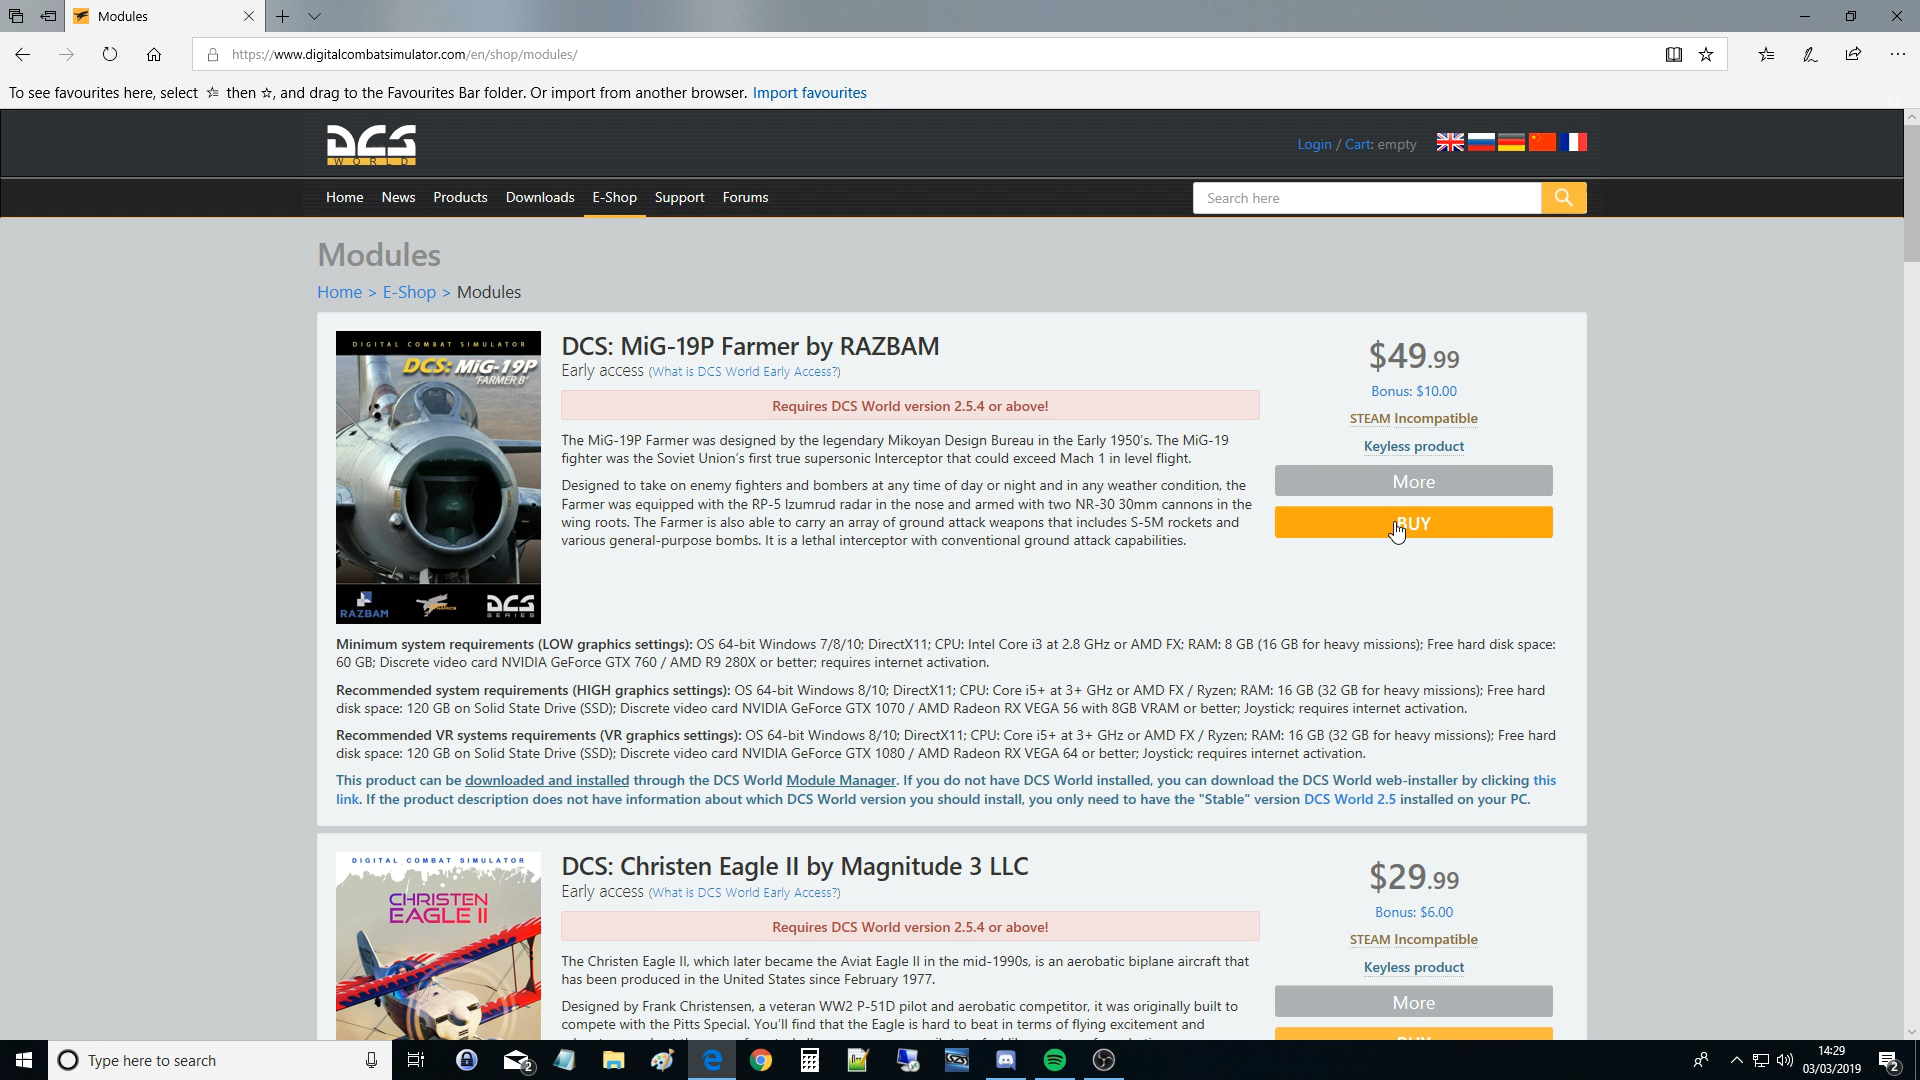 Modules
https://www.digitalcombatsimulator.com/en/shop/modules/
To see favourites here, select then , and drag to the Favourites Bar folder. Or import from another browser. Import favourites
DCS
WORLD
Login / Cart: empty
Home News Products Downloads E-Shop Support Forums
Search here
Modules
Home > E-Shop > Modules
DIGITAL COMBAT SIMULATOR
DCS: MiG-19P
'FARMER B'
RAZBAM
DCS
SERIES
DCS: MiG-19P Farmer by RAZBAM
Early access (What is DCS World Early Access?)
Requires DCS World version 2.5.4 or above!
The MiG-19P Farmer was designed by the legendary Mikoyan Design Bureau in the Early 1950's. The MiG-19
fighter was the Soviet Union's first true supersonic Interceptor that could exceed Mach 1 in level flight.
Designed to take on enemy fighters and bombers at any time of day or night and in any weather condition, the
Farmer was equipped with the RP-5 Izumrud radar in the nose and armed with two NR-30 30mm cannons in the
wing roots. The Farmer is also able to carry an array of ground attack weapons that includes S-5M rockets and
various general-purpose bombs. It is a lethal interceptor with conventional ground attack capabilities.
$49.99
Bonus: $10.00
STEAM Incompatible
Keyless product
More
BUY
Minimum system requirements (LOW graphics settings): OS 64-bit Windows 7/8/10; DirectX11; CPU: Intel Core i3 at 2.8 GHz or AMD FX; RAM: 8 GB (16 GB for heavy missions); Free hard disk space:
60 GB; Discrete video card NVIDIA GeForce GTX 760 / AMD R9 280X or better; requires internet activation.
Recommended system requirements (HIGH graphics settings): OS 64-bit Windows 8/10; DirectX11; CPU: Core i5+ at 3+ GHz or AMD FX / Ryzen; RAM: 16 GB (32 GB for heavy missions); Free hard
disk space: 120 GB on Solid State Drive (SSD); Discrete video card NVIDIA GeForce GTX 1070 / AMD Radeon RX VEGA 56 with 8GB VRAM or better; Joystick; requires internet activation.
Recommended VR systems requirements (VR graphics settings): OS 64-bit Windows 8/10; DirectX11; CPU: Core i5+ at 3+ GHz or AMD FX / Ryzen; RAM: 16 GB (32 GB for heavy missions); Free hard
disk space: 120 GB on Solid State Drive (SSD); Discrete video card NVIDIA GeForce GTX 1080 / AMD Radeon RX VEGA 64 or better; Joystick; requires internet activation.
This product can be downloaded and installed through the DCS World Module Manager. If you do not have DCS World installed, you can download the DCS World web-installer by clicking this
link. If the product description does not have information about which DCS World version you should install, you only need to have the "Stable" version DCS World 2.5 installed on your PC.
DIGITAL COMBAT SIMULATOR
CHRISTEN
EAGLE II
DCS: Christen Eagle II by Magnitude 3 LLC
Early access (What is DCS World Early Access?)
Requires DCS World version 2.5.4 or above!
The Christen Eagle II, which later became the Aviat Eagle II in the mid-1990s, is an aerobatic biplane aircraft that
has been produced in the United States since February 1977.
Designed by Frank Christensen, a veteran WW2 P-51D pilot and aerobatic competitor, it was originally built to
compete with the Pitts Special. You'll find that the Eagle is hard to beat in terms of flying excitement and
$29.99
Bonus: $6.00
STEAM Incompatible
Keyless product
More
BUY
Type here to search
2
14:29
03/03/2019
2